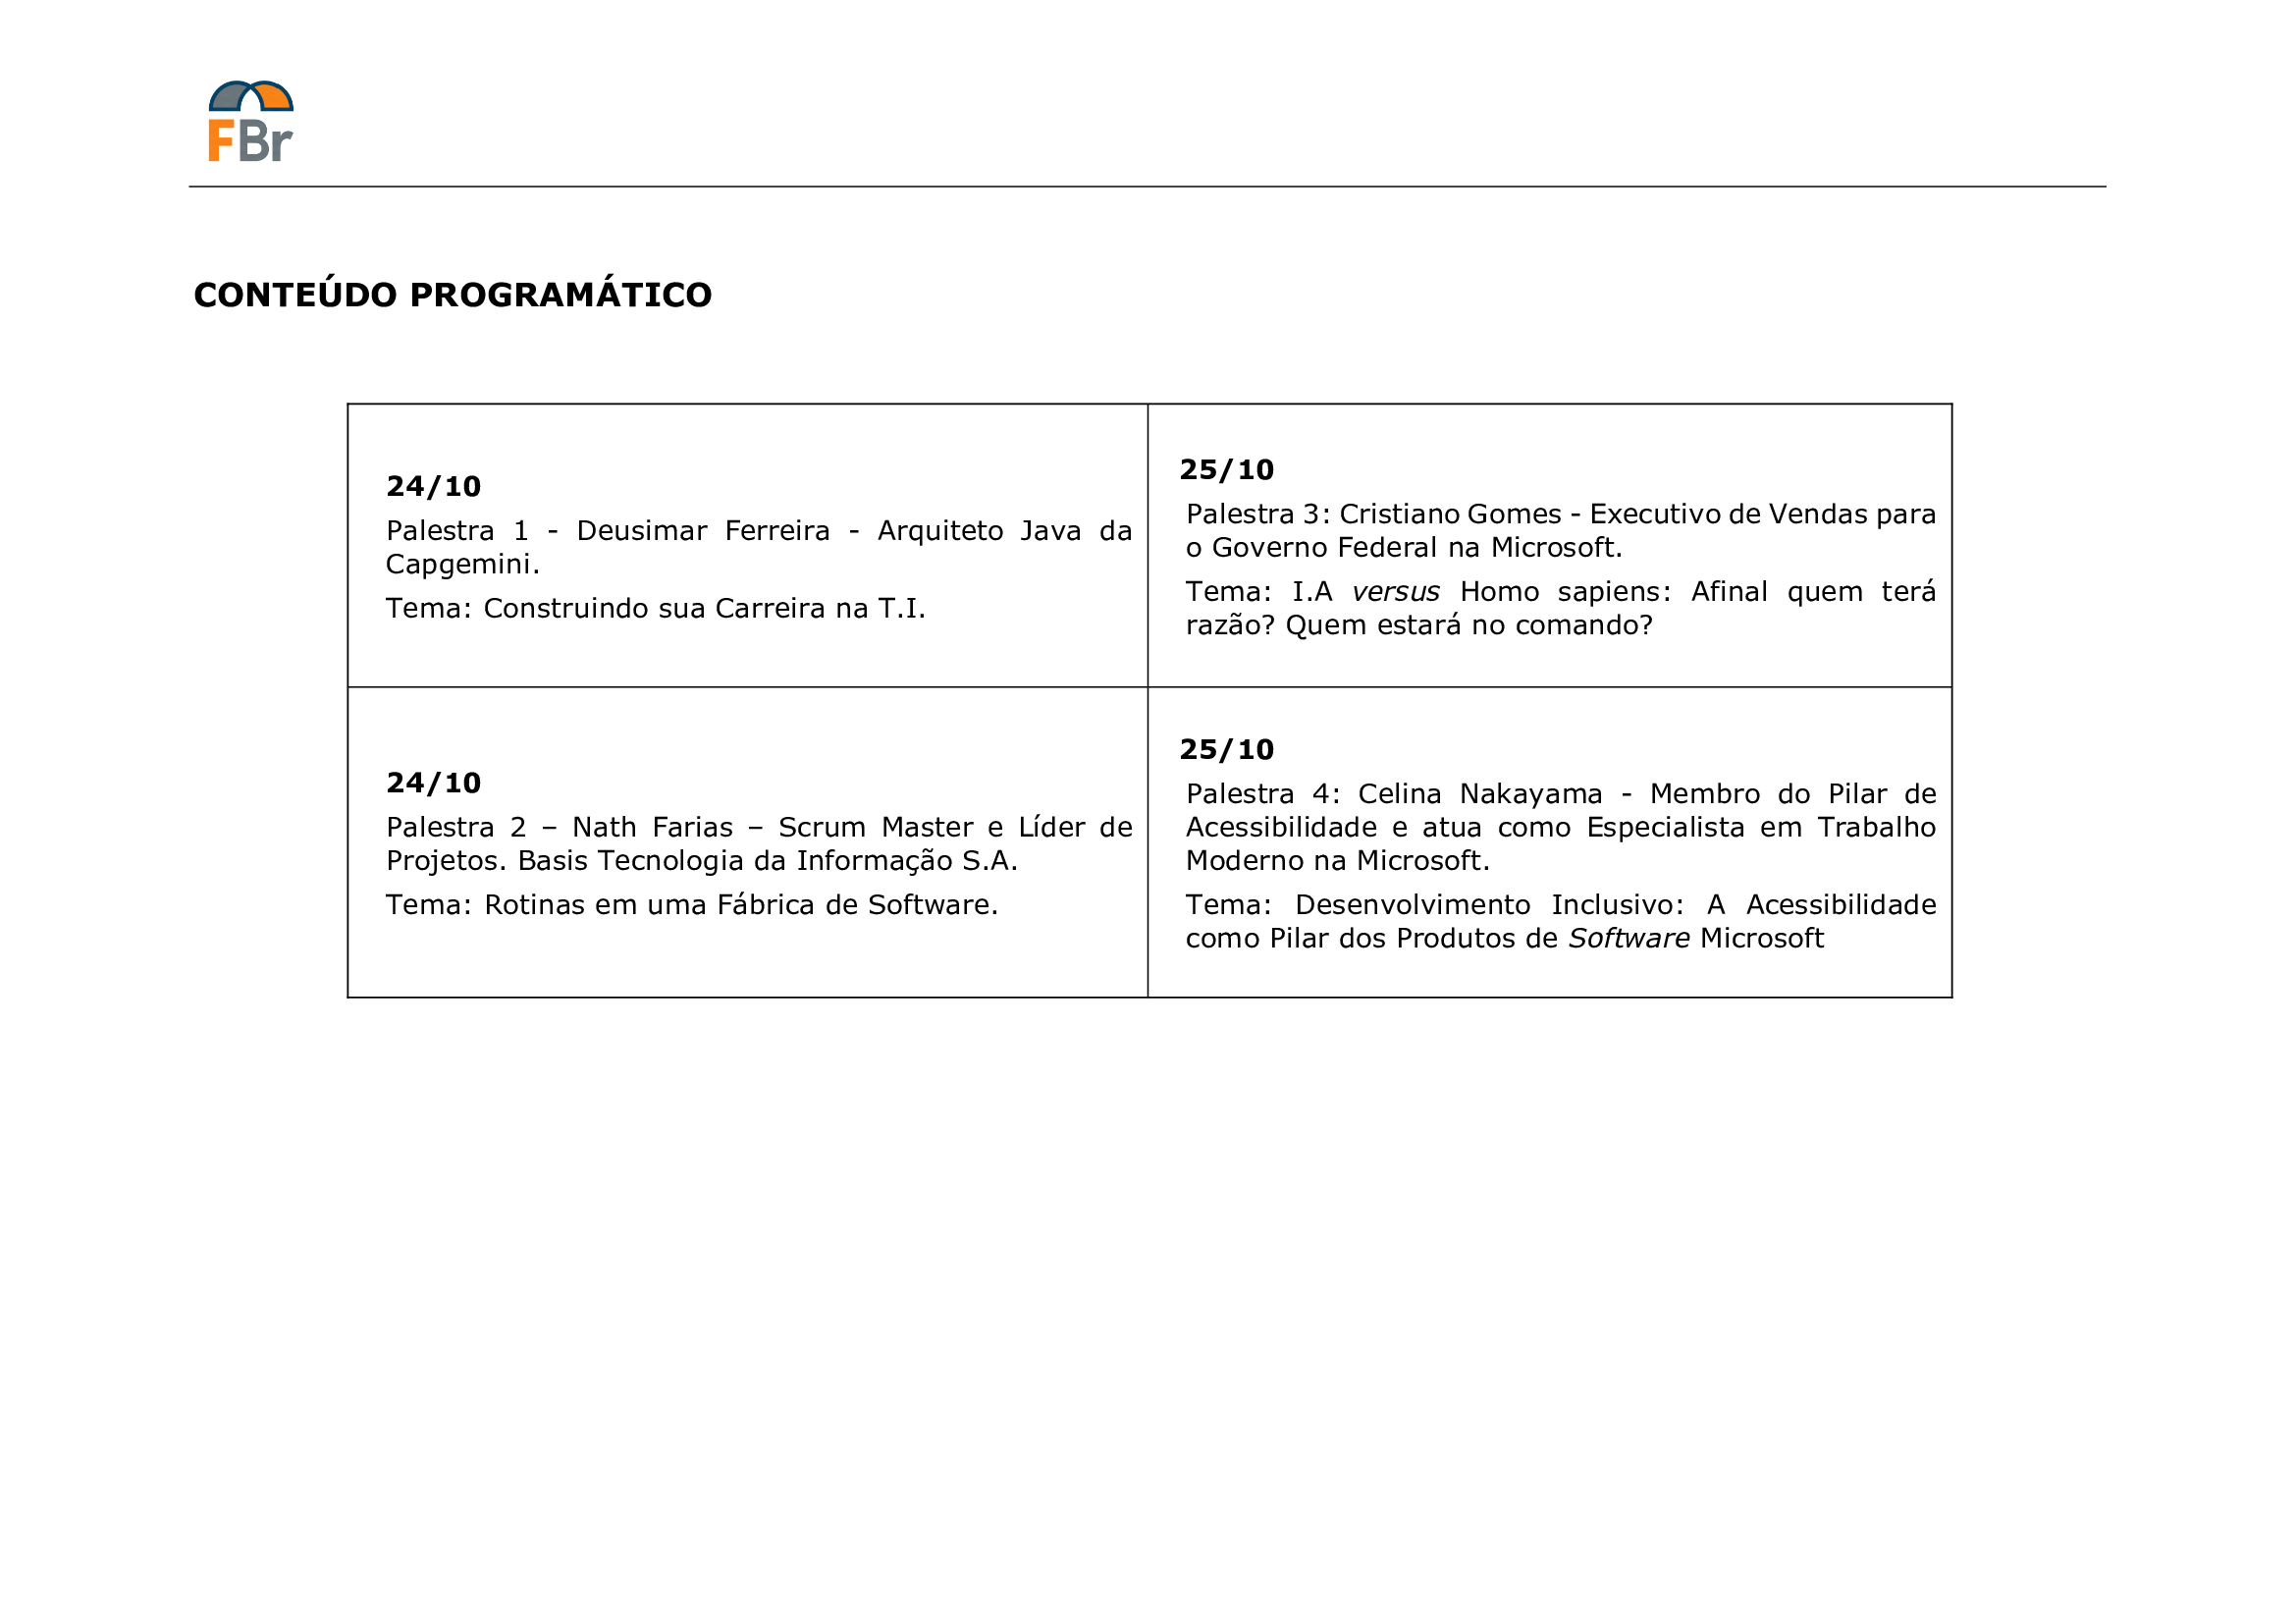 FBr
CONTEÚDO PROGRAMÁTICO
24/10
Palestra 1 - Deusimar Ferreira - Arquiteto Java da
Capgemini.
Tema: Construindo sua Carreira na T.I.
25/10
Palestra 3: Cristiano Gomes - Executivo de Vendas para
o Governo Federal na Microsoft.
Tema: I.A versus Homo sapiens: Afinal quem terá
razão? Quem estará no comando?
24/10
Palestra 2 – Nath Farias – Scrum Master e Líder de
Projetos. Basis Tecnologia da Informação S.A.
Tema: Rotinas em uma Fábrica de Software.
25/10
Palestra 4: Celina Nakayama - Membro do Pilar de
Acessibilidade e atua como Especialista em Trabalho
Moderno na Microsoft.
Tema: Desenvolvimento Inclusivo: A Acessibilidade
como Pilar dos Produtos de Software Microsoft